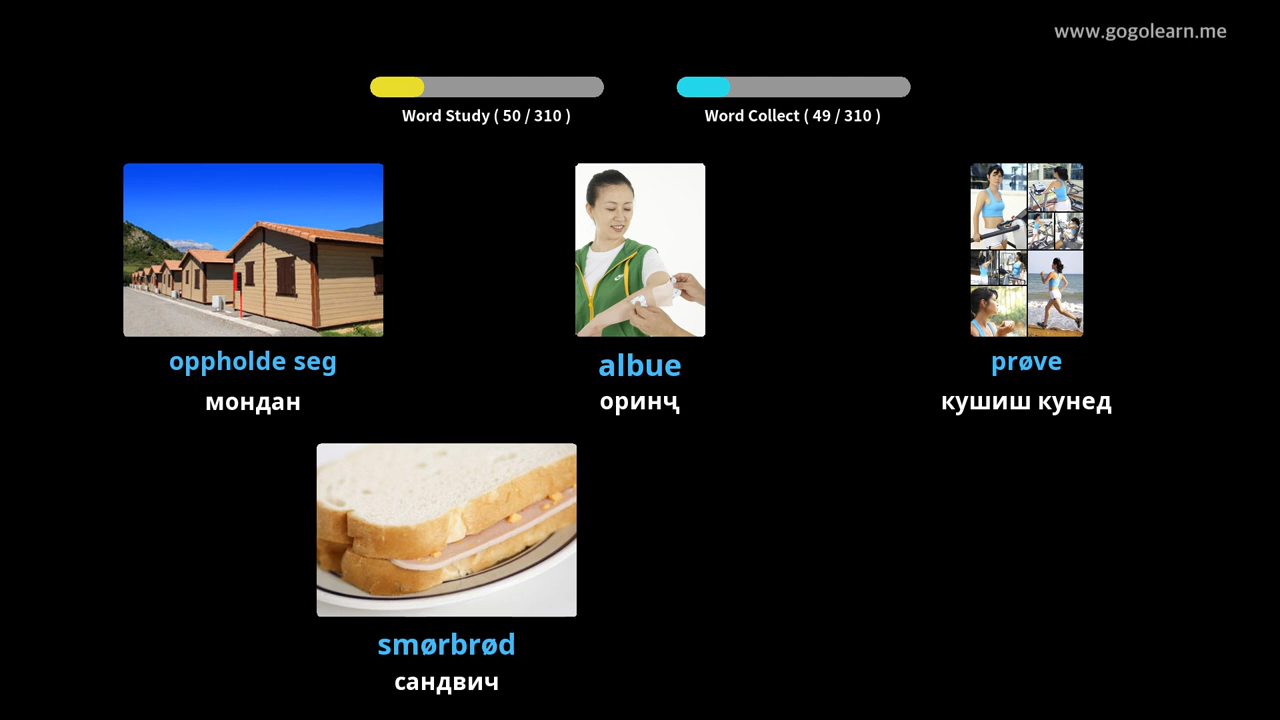 www.gogolearn.me
Word Study ( 50 / 310 )
Word Collect ( 49 / 310 )
oppholde seg
мондан
albue
оринҷ
prøve
кушиш кунед
smørbrød
сандвич